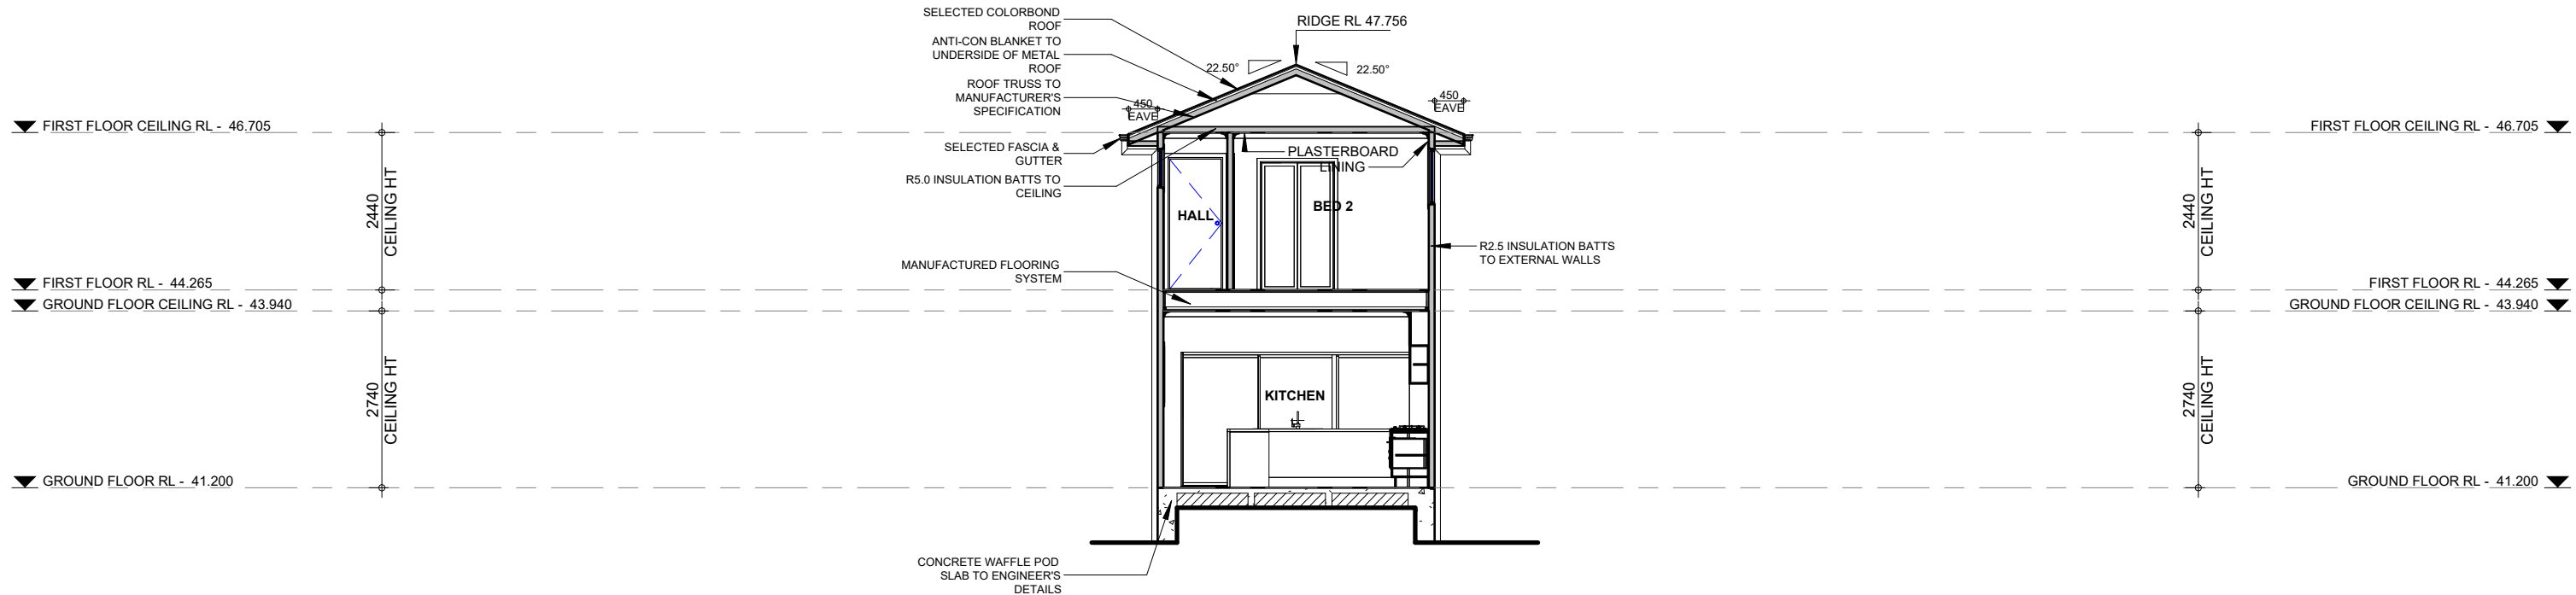 SELECTED COLORBOND
ROOF
ANTI-CON BLANKET TO
UNDERSIDE OF METAL
ROOF
ROOF TRUSS TO
MANUFACTURER'S
SPECIFICATION
RIDGE RL 47.756
22.50°
22.50°
450
EAVE
450
EAVE
FIRST FLOOR CEILING RL - 46.705
FIRST FLOOR CEILING RL - 46.705
SELECTED FASCIA &
GUTTER
PLASTERBOARD
LINING
R5.0 INSULATION BATTS TO
CEILING
2440
CEILING HT
HALL
BED 2
2440
CEILING HT
R2.5 INSULATION BATTS
TO EXTERNAL WALLS
MANUFACTURED FLOORING
SYSTEM
FIRST FLOOR RL - 44.265
FIRST FLOOR RL - 44.265
GROUND FLOOR CEILING RL - 43.940
GROUND FLOOR CEILING RL - 43.940
2740
CEILING HT
KITCHEN
2740
CEILING HT
GROUND FLOOR RL - 41.200
GROUND FLOOR RL - 41.200
CONCRETE WAFFLE POD
SLAB TO ENGINEER'S
DETAILS